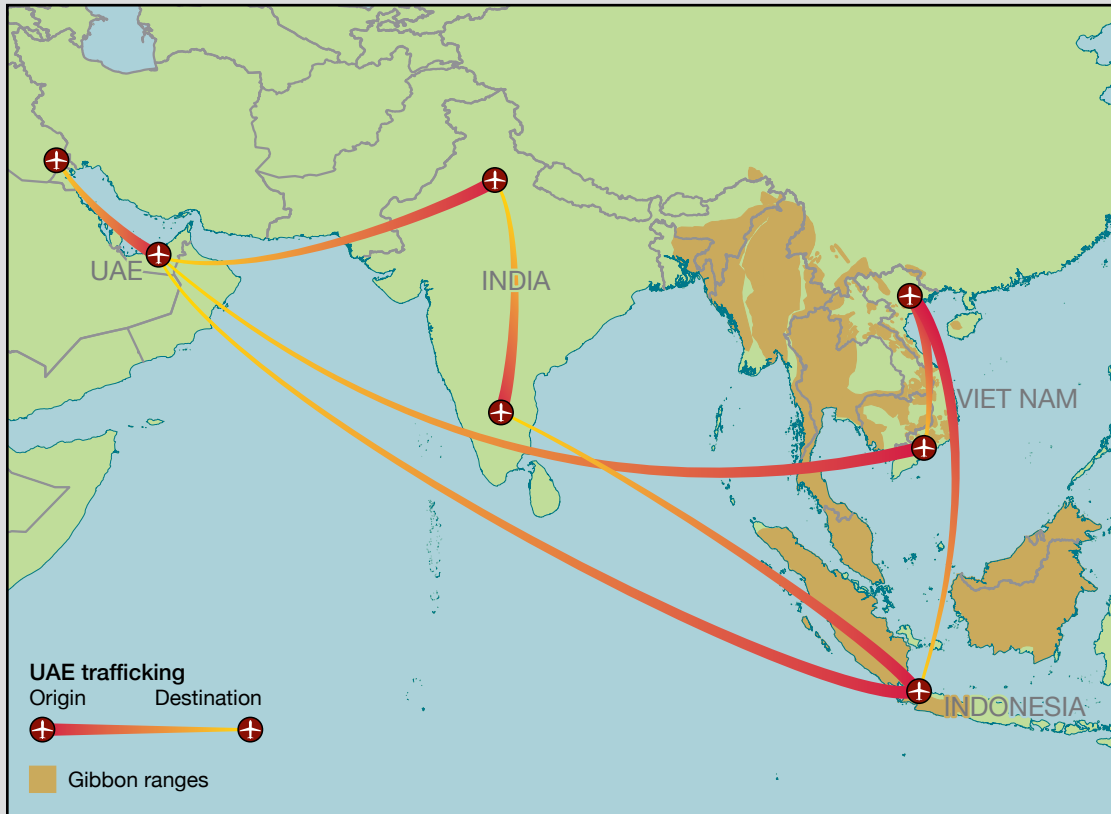 UAE
INDIA
VIET NAM
INDONESIA
UAE trafficking
Origin Destination
Gibbon ranges